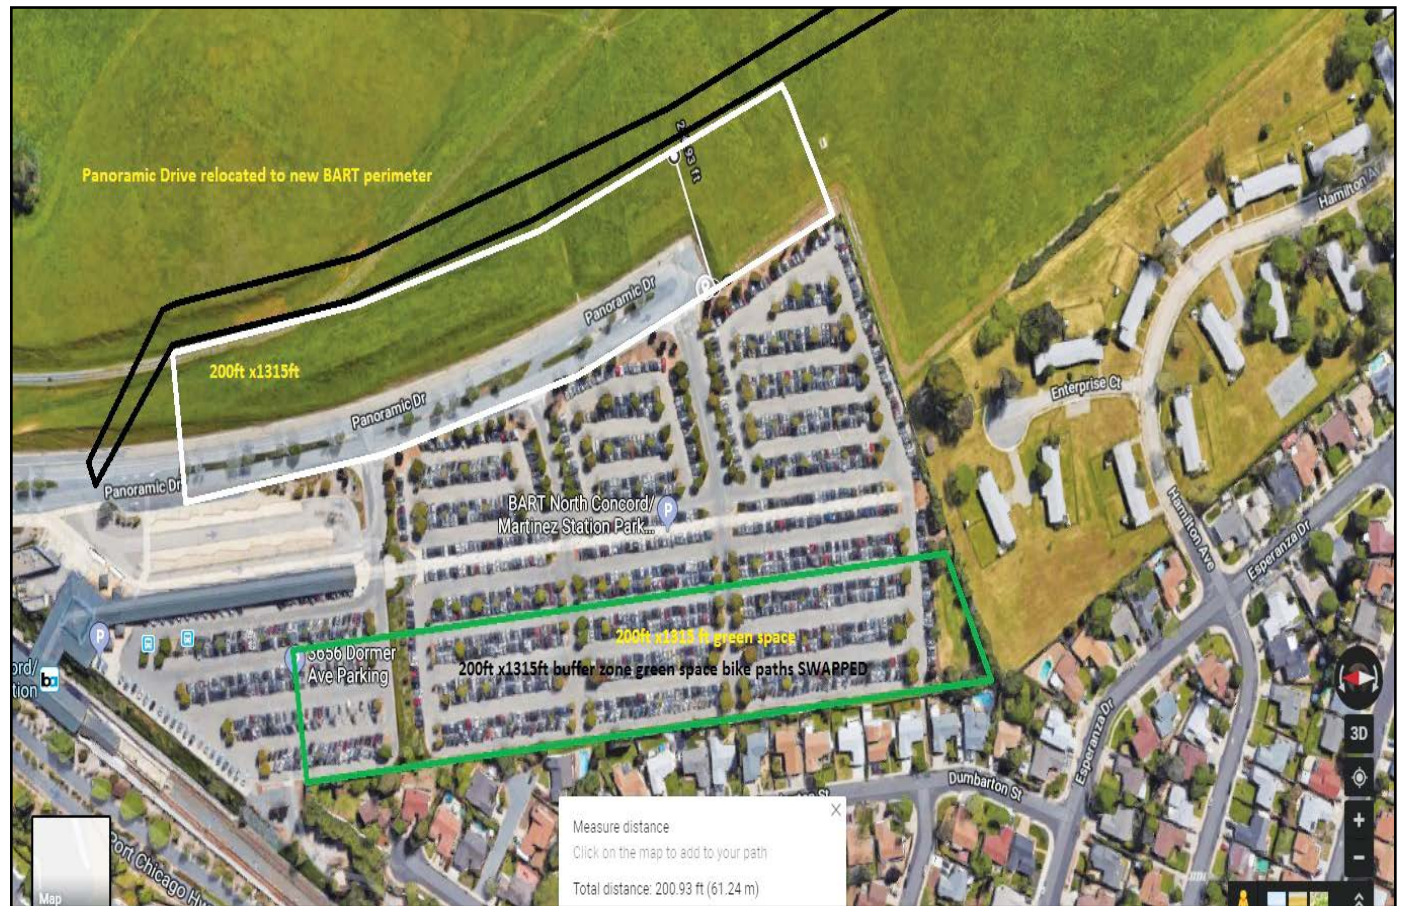 Panoramic Drive relocated to new BART perimeter
93 ft
Hamilton
200ft x1315ft
Panoramic Dr
Panoramic Dr
Panoramic Dr
Enterprise Ct
BART North Concord/
Martinez Station Park...
P
Hamilton Ave
Esperanza Dr
200ft x1315 ft green space
200ft x1315ft buffer zone green space bike paths SWAPPED
3656 Dormer
Ave Parking
P
Esperanza Dr
3D
Dumbarton St
Measure distance
Click on the map to add to your path
Total distance: 200.93 ft (61.24 m)
Port Chicago
Map